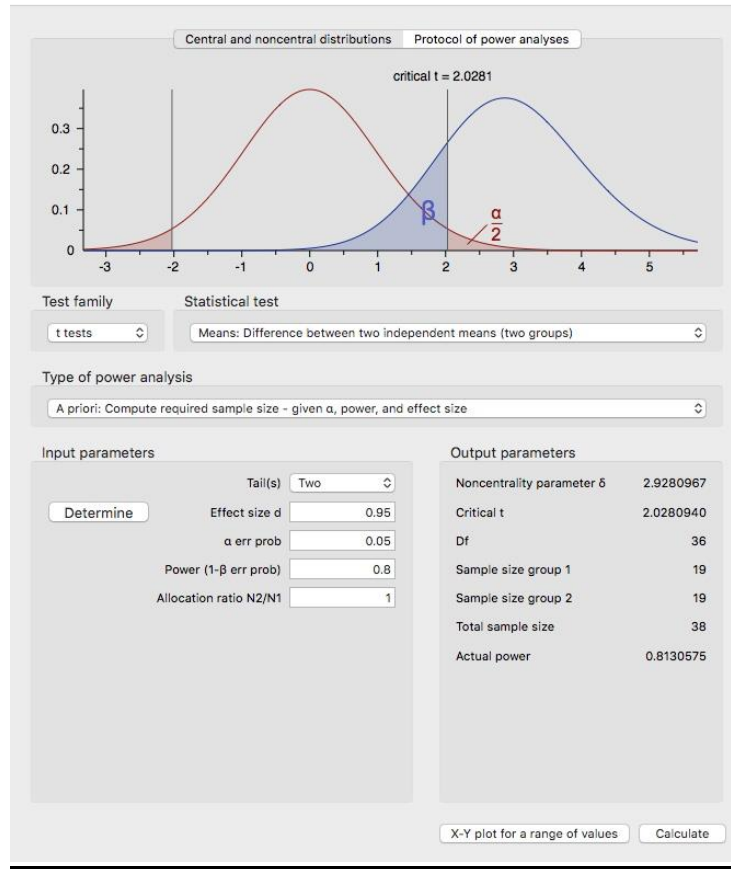 Central and noncentral distributions Protocol of power analyses
critical t = 2.0281
0.3
0.2
0.1
0
β
α
2
-3 -2 -1 0 1 2 3 4 5
Test family Statistical test
t tests Means: Difference between two independent means (two groups)
Type of power analysis
A priori: Compute required sample size - given α, power, and effect size
Input parameters
Tail(s) Two
Determine Effect size d 0.95
α err prob 0.05
Power (1-β err prob) 0.8
Allocation ratio N2/N1 1
Output parameters
Noncentrality parameter δ 2.9280967
Critical t 2.0280940
Df 36
Sample size group 1 19
Sample size group 2 19
Total sample size 38
Actual power 0.8130575
X-Y plot for a range of values Calculate